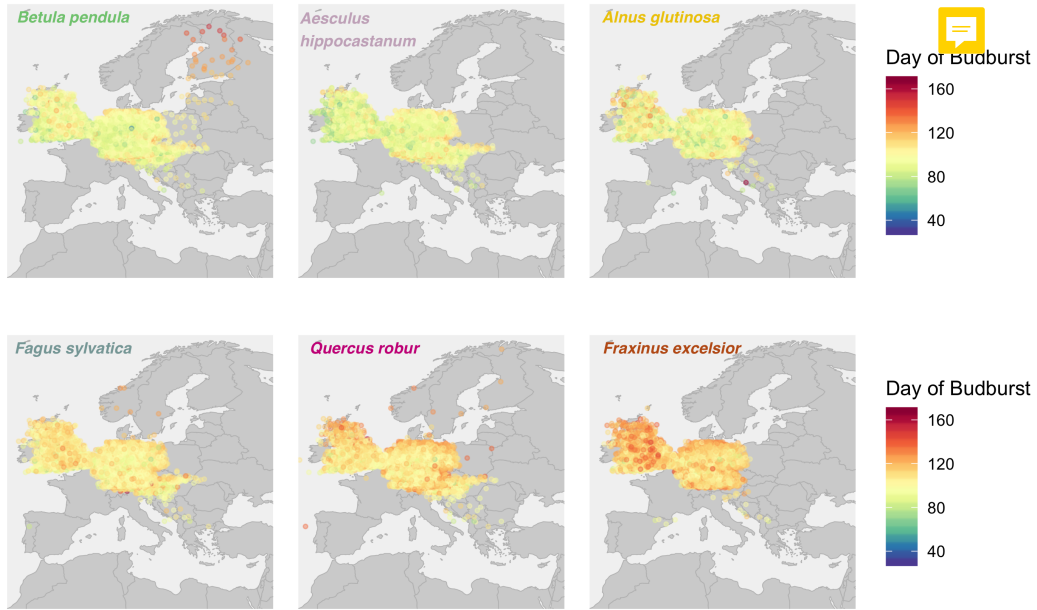 Betula pendula
Aesculus
hippocastanum
Alnus glutinosa
Day of Budburst
160
120
80
40
Fagus sylvatica
Quercus robur
Fraxinus excelsior
Day of Budburst
160
120
80
40